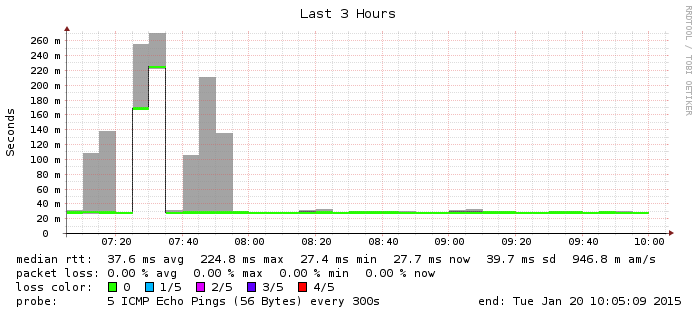 Last 3 Hours
RRDTOOL / TOBI OETIKER
Seconds
260 m
240 m
220 m
200 m
180 m
160 m
140 m
120 m
100 m
80 m
60 m
40 m
20 m
0
07:20 07:40 08:00 08:20 08:40 09:00 09:20 09:40 10:00
median rtt: 37.6 ms avg 224.8 ms max 27.4 ms min 27.7 ms now 39.7 ms sd 946.8 m am/s
packet loss: 0.00 % avg 0.00 % max 0.00 % min 0.00 % now
loss color: 0 1/5 2/5 3/5 4/5
probe: 5 ICMP Echo Pings (56 Bytes) every 300s end: Tue Jan 20 10:05:09 2015